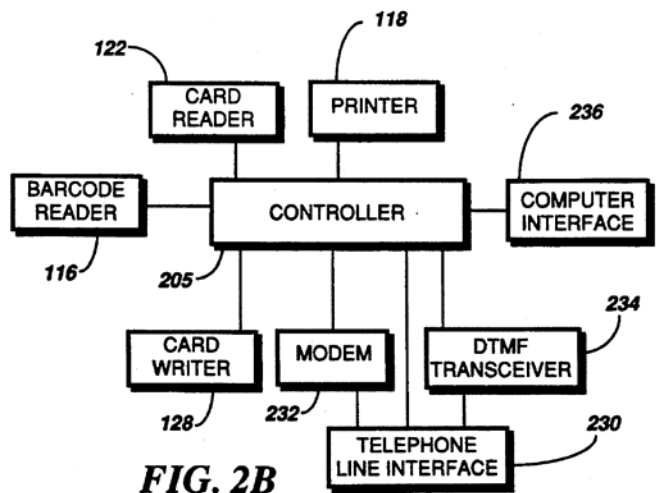 118
122
CARD
READER
PRINTER
236
BARCODE
READER
CONTROLLER
COMPUTER
INTERFACE
116
205
234
CARD
WRITER
MODEM
DTMF
TRANSCEIVER
128
232
TELEPHONE
LINE INTERFACE
230
FIG. 2B